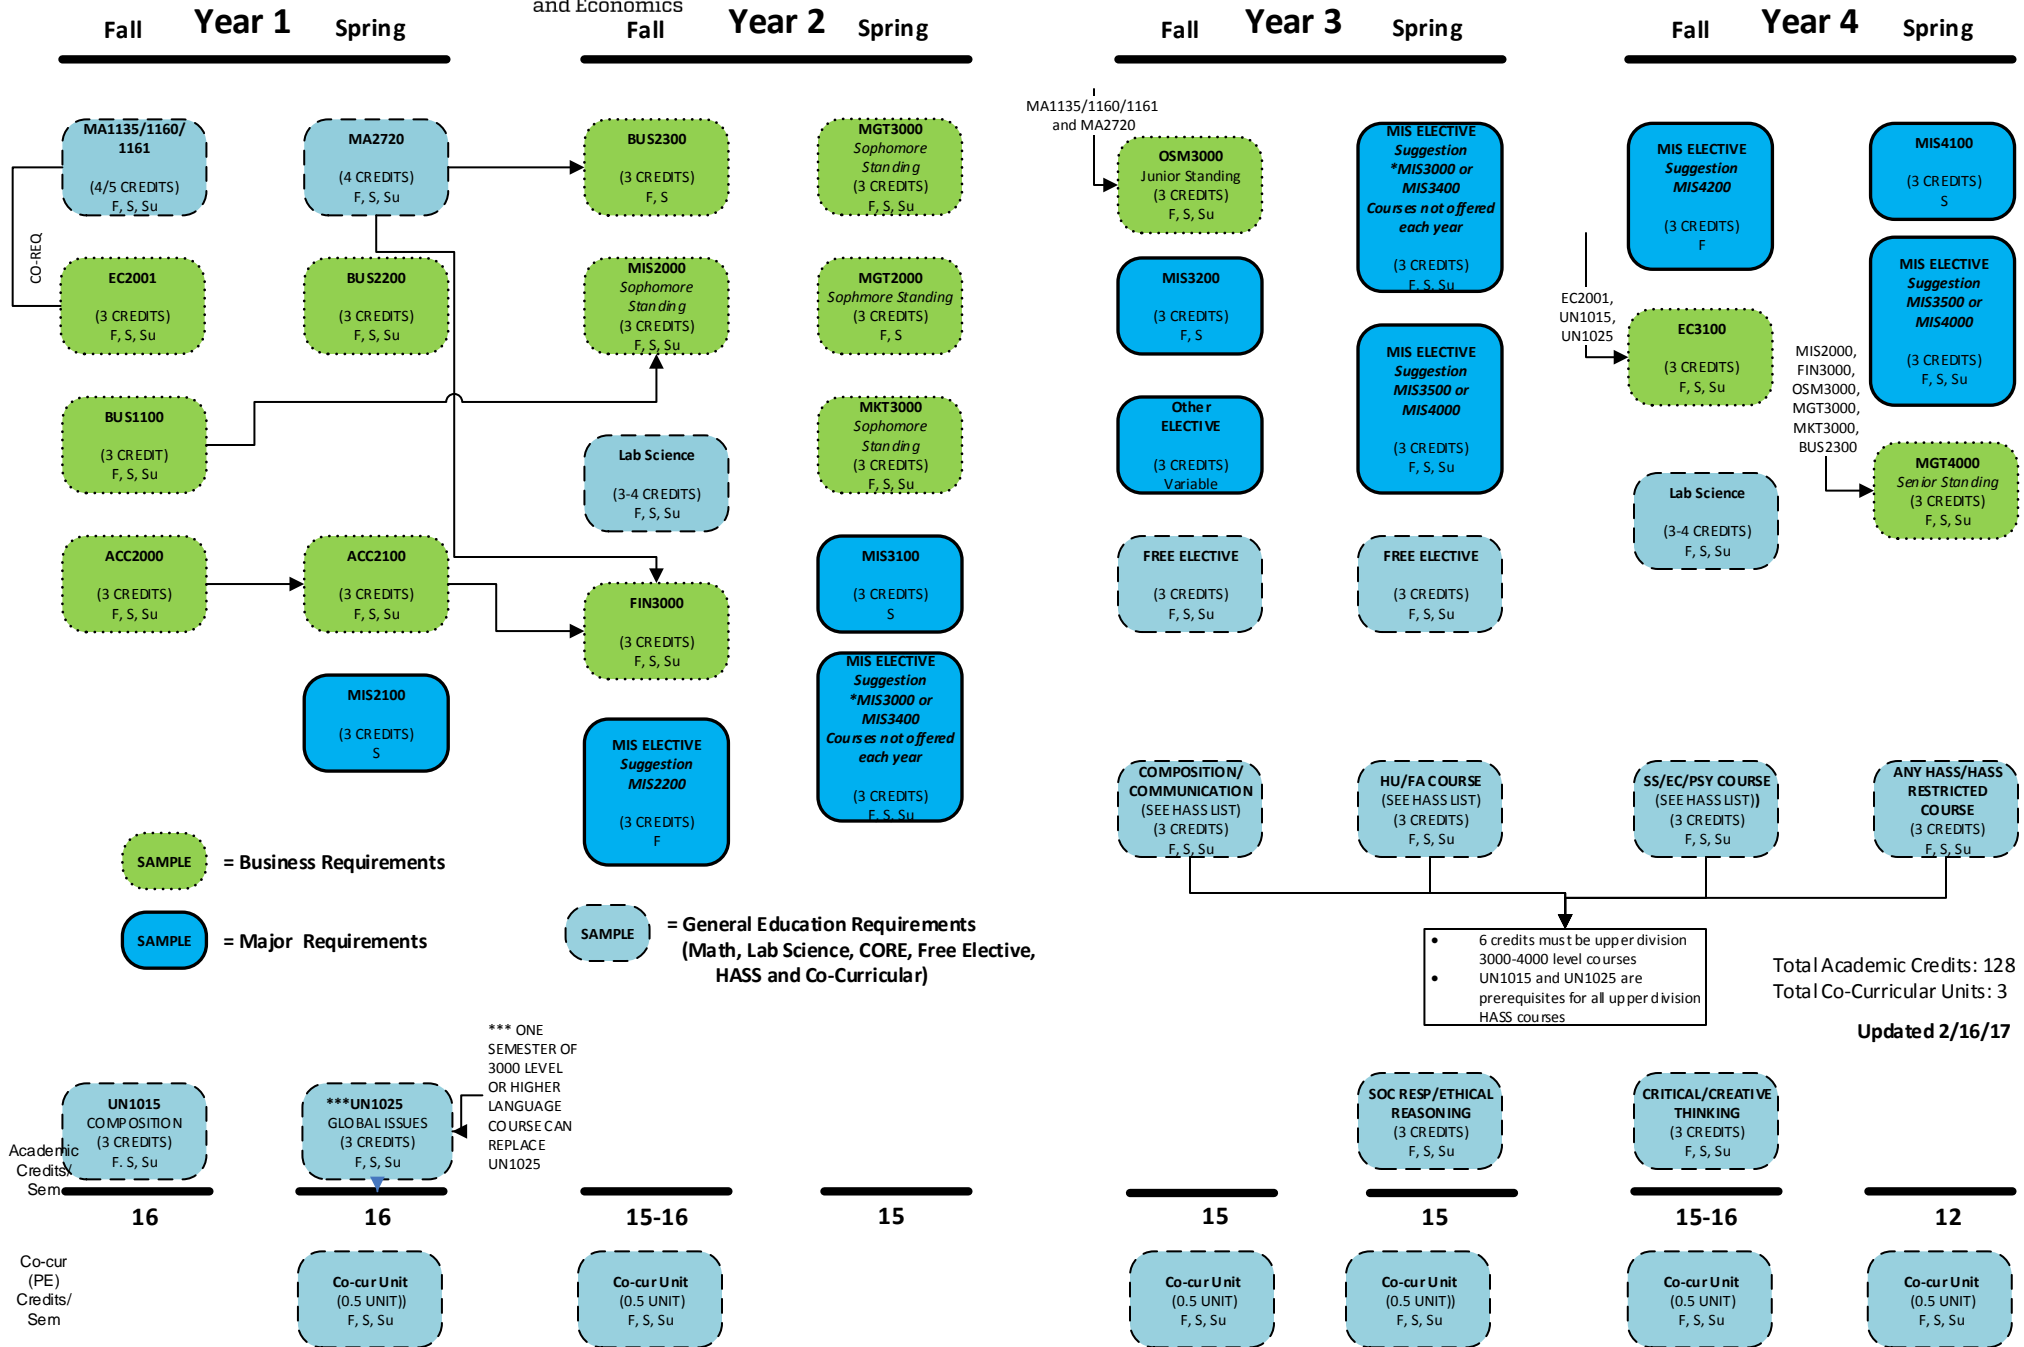 and Economics
Fall
Year 1
Spring
Fall
Year 2
Spring
Fall
Year 3
Spring
Fall
Year 4
Spring
MA1135/1160/
1161
(4/5 CREDITS)
F, S, Su
CO-REQ
EC2001
(3 CREDITS)
F, S, Su
BUS1100
(3 CREDIT)
F, S, Su
ACC2000
(3 CREDITS)
F, S, Su
MA2720
(4 CREDITS)
F, S, Su
BUS2200
(3 CREDITS)
F, S, Su
ACC2100
(3 CREDITS)
F, S, Su
MIS2100
(3 CREDITS)
S
BUS2300
(3 CREDITS)
F, S
MIS2000
Sophomore
Standing
(3 CREDITS)
F, S, Su
Lab Science
(3-4 CREDITS)
F, S, Su
FIN3000
(3 CREDITS)
F, S, Su
MIS ELECTIVE
Suggestion
MIS2200
(3 CREDITS)
F
MGT3000
Sophomore
Standing
(3 CREDITS)
F, S, Su
MGT2000
Sophmore Standing
(3 CREDITS)
F, S
MKT3000
Sophomore
Standing
(3 CREDITS)
F, S, Su
MIS3100
(3 CREDITS)
S
MIS ELECTIVE
Suggestion
*MIS3000 or
MIS3400
Courses not offered
each year
(3 CREDITS)
F, S, Su
MA1135/1160/1161
and MA2720
OSM3000
Junior Standing
(3 CREDITS)
F, S, Su
MIS3200
(3 CREDITS)
F, S
Other
ELECTIVE
(3 CREDITS)
Variable
FREE ELECTIVE
(3 CREDITS)
F, S, Su
COMPOSITION/
COMMUNICATION
(SEE HASS LIST)
(3 CREDITS)
F, S, Su
MIS ELECTIVE
Suggestion
*MIS3000 or
MIS3400
Courses not offered
each year
(3 CREDITS)
F, S, Su
MIS ELECTIVE
Suggestion
MIS3500 or
MIS4000
(3 CREDITS)
F, S, Su
FREE ELECTIVE
(3 CREDITS)
F, S, Su
HU/FA COURSE
(SEE HASS LIST)
(3 CREDITS)
F, S, Su
MIS ELECTIVE
Suggestion
MIS4200
(3 CREDITS)
F
EC2001,
UN1015,
UN1025
EC3100
(3 CREDITS)
F, S, Su
Lab Science
(3-4 CREDITS)
F, S, Su
SS/EC/PSY COURSE
(SEE HASS LIST))
(3 CREDITS)
F, S, Su
MIS4100
(3 CREDITS)
S
MIS ELECTIVE
Suggestion
MIS3500 or
MIS4000
(3 CREDITS)
F, S, Su
MIS2000,
FIN3000,
OSM3000,
MGT3000,
MKT3000,
BUS2300
MGT4000
Senior Standing
(3 CREDITS)
F, S, Su
ANY HASS/HASS
RESTRICTED
COURSE
(3 CREDITS)
F, S, Su
SAMPLE
= Business Requirements
SAMPLE
= Major Requirements
SAMPLE
= General Education Requirements
(Math, Lab Science, CORE, Free Elective,
HASS and Co-Curricular)
• 6 credits must be upper division
3000-4000 level courses
• UN1015 and UN1025 are
prerequisites for all upper division
HASS courses
Total Academic Credits: 128
Total Co-Curricular Units: 3
Updated 2/16/17
UN1015
COMPOSITION
(3 CREDITS)
F. S, Su
***UN1025
GLOBAL ISSUES
(3 CREDITS)
F, S, Su
*** ONE
SEMESTER OF
3000 LEVEL
OR HIGHER
LANGUAGE
COURSE CAN
REPLACE
UN1025
SOC RESP/ETHICAL
REASONING
(3 CREDITS)
F, S, Su
CRITICAL/CREATIVE
THINKING
(3 CREDITS)
F, S, Su
Academic
Credits/
Sem
16
16
15-16
15
15
15
15-16
12
Co-cur
(PE)
Credits/
Sem
Co-cur Unit
(0.5 UNIT))
F, S, Su
Co-cur Unit
(0.5 UNIT)
F, S, Su
Co-cur Unit
(0.5 UNIT)
F, S, Su
Co-cur Unit
(0.5 UNIT))
F, S, Su
Co-cur Unit
(0.5 UNIT)
F, S, Su
Co-cur Unit
(0.5 UNIT)
F, S, Su